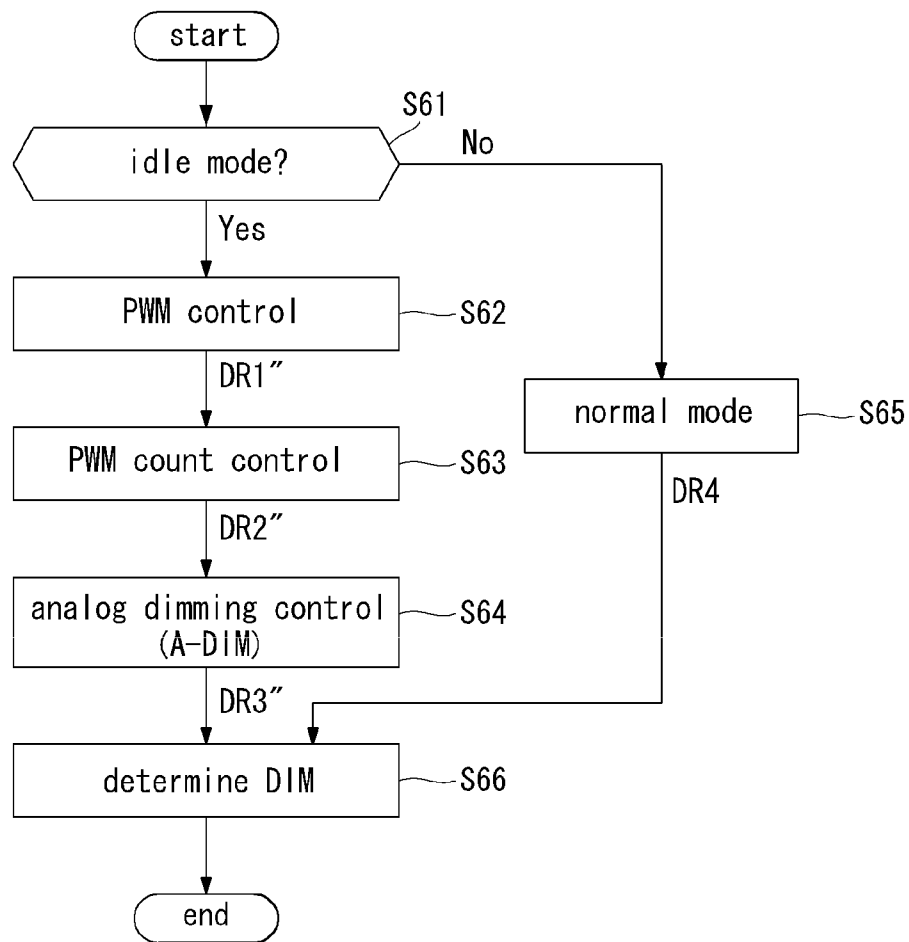 start
S61
idle mode?
No
Yes
PWM control
S62
DR1″
normal mode
S65
PWM count control
S63
DR4
DR2″
analog dimming control
(A-DIM)
S64
DR3″
determine DIM
S66
end